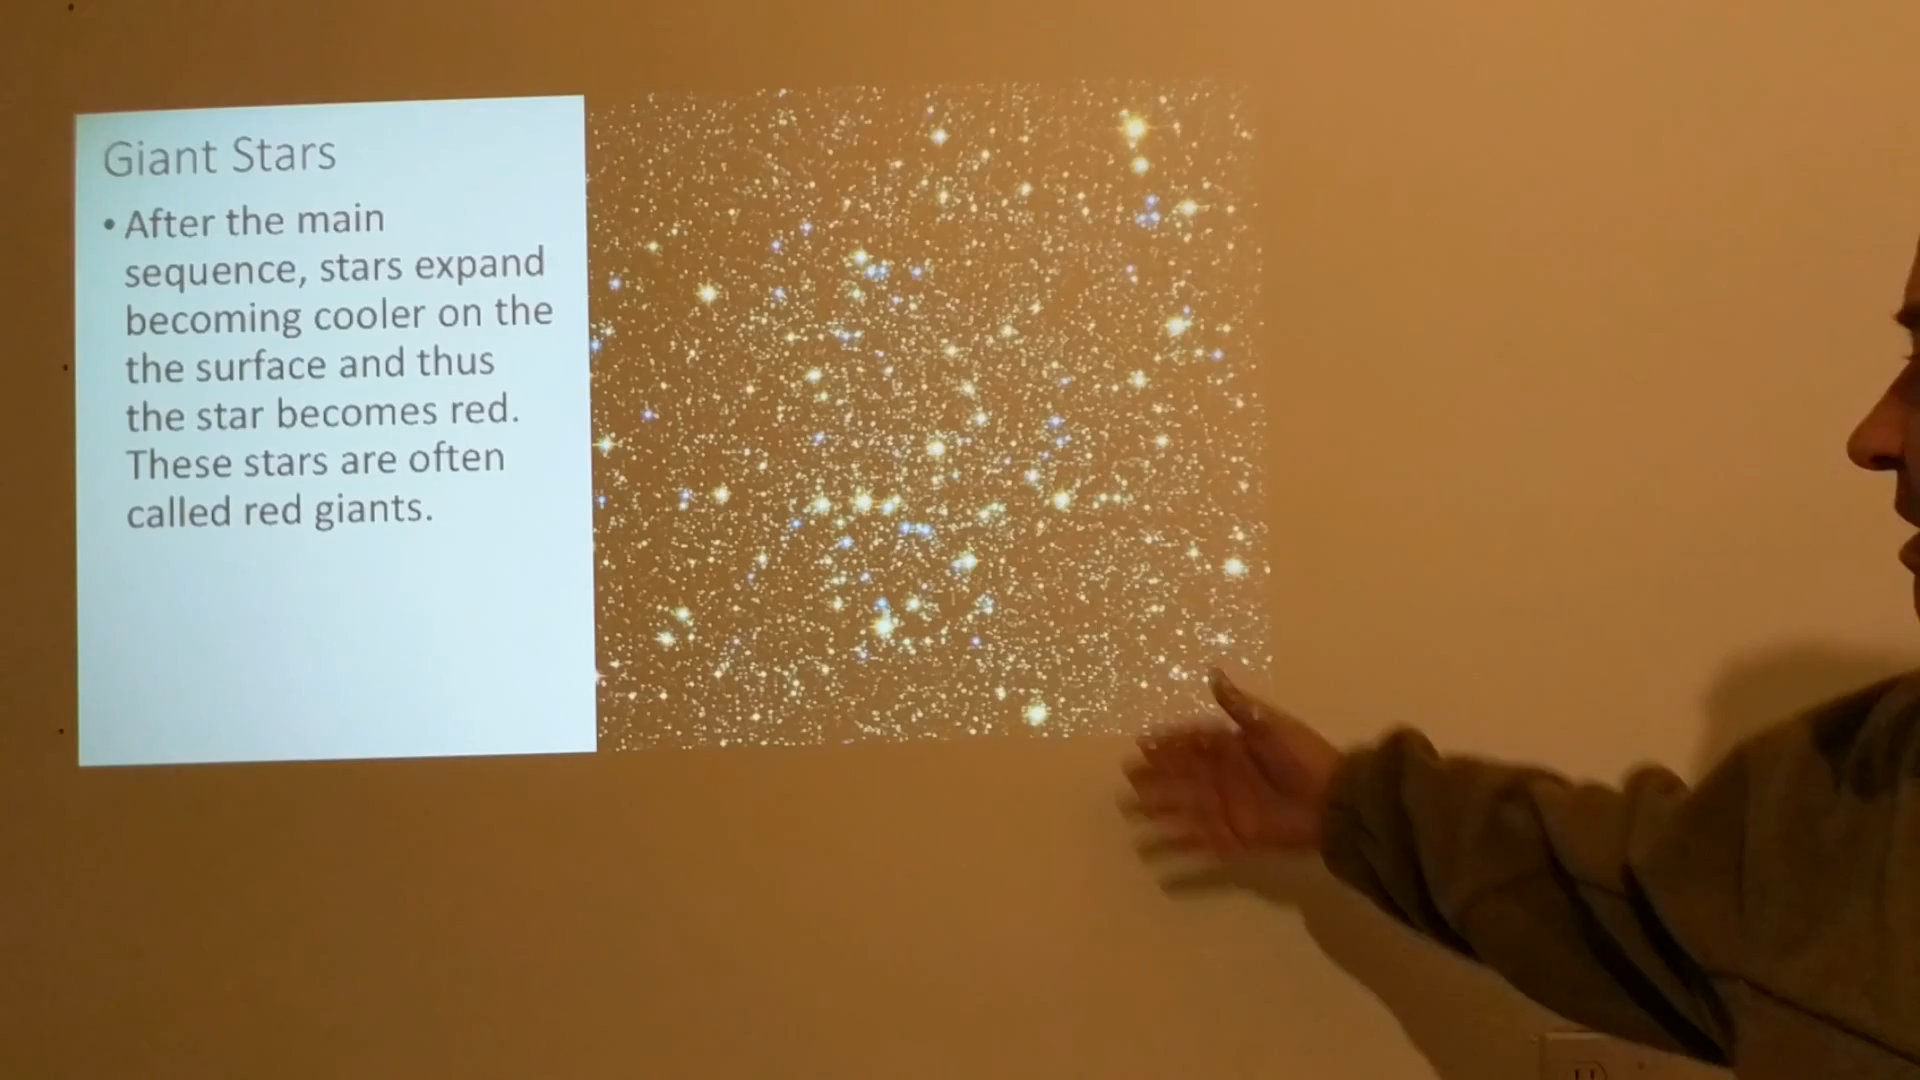 Giant Stars
• After the main
sequence, stars expand
becoming cooler on the
the surface and thus
the star becomes red.
These stars are often
called red giants.